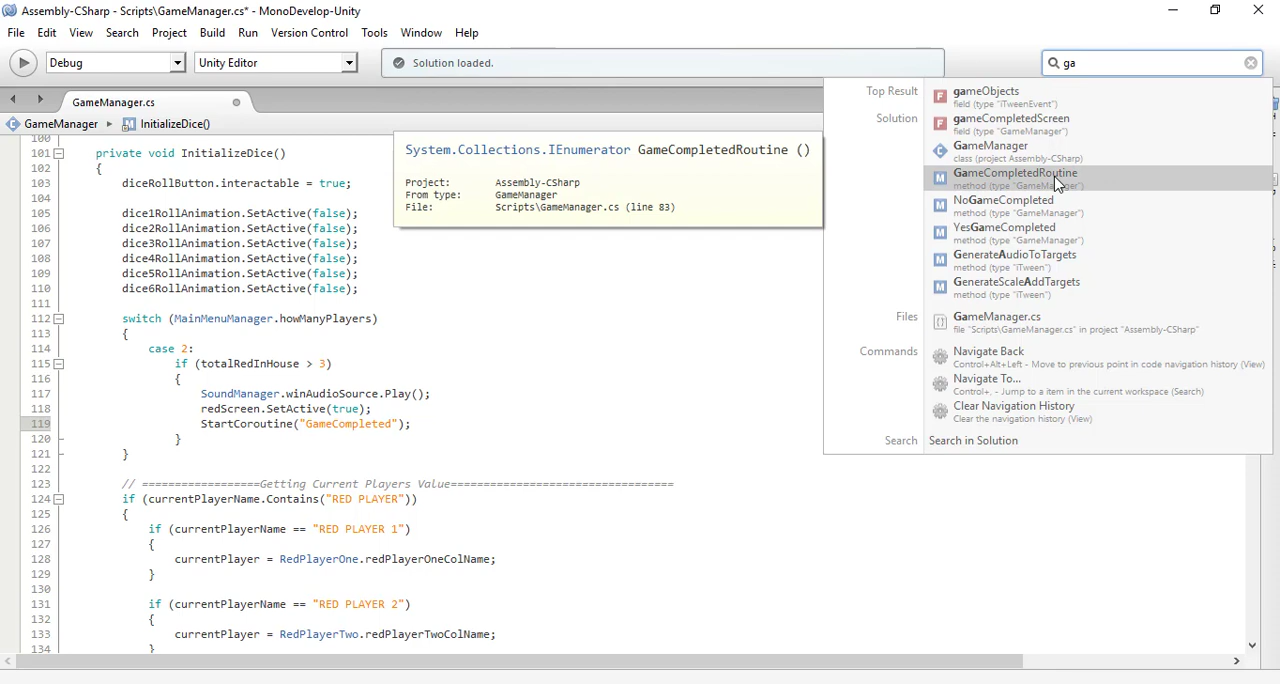 Assembly-CSharp - Scripts\GameManager.cs* - MonoDevelop-Unity
File Edit View Search Project Build Run Version Control Tools Window Help
Debug Unity Editor Solution loaded. ga
GameManager.cs
GameManager InitializeDice()
System.Collections.IEnumerator GameCompletedRoutine ()
Project: Assembly-CSharp
From type: GameManager
File: Scripts\GameManager.cs (line 83)
Top Result gameObjects
field (type "iTweenEvent")
Solution gameCompletedScreen
field (type "GameManager")
GameManager
class (project Assembly-CSharp)
GameCompletedRoutine
method (type "GameManager")
NoGameCompleted
method (type "GameManager")
YesGameCompleted
method (type "GameManager")
GenerateAudioToTargets
method (type "iTween")
GenerateScaleAddTargets
method (type "iTween")
Files GameManager.cs
file "Scripts\GameManager.cs" in project "Assembly-CSharp"
Commands Navigate Back
Control+Alt+Left - Move to previous point in code navigation history (View)
Navigate To...
Control+, - Jump to a item in the current workspace (Search)
Clear Navigation History
Clear the navigation history (View)
Search Search in Solution
100
101 private void InitializeDice()
102 {
103 diceRollButton.interactable = true;
104
105 dice1RollAnimation.SetActive(false);
106 dice2RollAnimation.SetActive(false);
107 dice3RollAnimation.SetActive(false);
108 dice4RollAnimation.SetActive(false);
109 dice5RollAnimation.SetActive(false);
110 dice6RollAnimation.SetActive(false);
111
112 switch (MainMenuManager.howManyPlayers)
113 {
114 case 2:
115 if (totalRedInHouse > 3)
116 {
117 SoundManager.winAudioSource.Play();
118 redScreen.SetActive(true);
119 StartCoroutine("GameCompleted");
120 }
121 }
122
123 // ==================Getting Current Players Value==================================
124 if (currentPlayerName.Contains("RED PLAYER"))
125 {
126 if (currentPlayerName == "RED PLAYER 1")
127 {
128 currentPlayer = RedPlayerOne.redPlayerOneColName;
129 }
130
131 if (currentPlayerName == "RED PLAYER 2")
132 {
133 currentPlayer = RedPlayerTwo.redPlayerTwoColName;
134 }